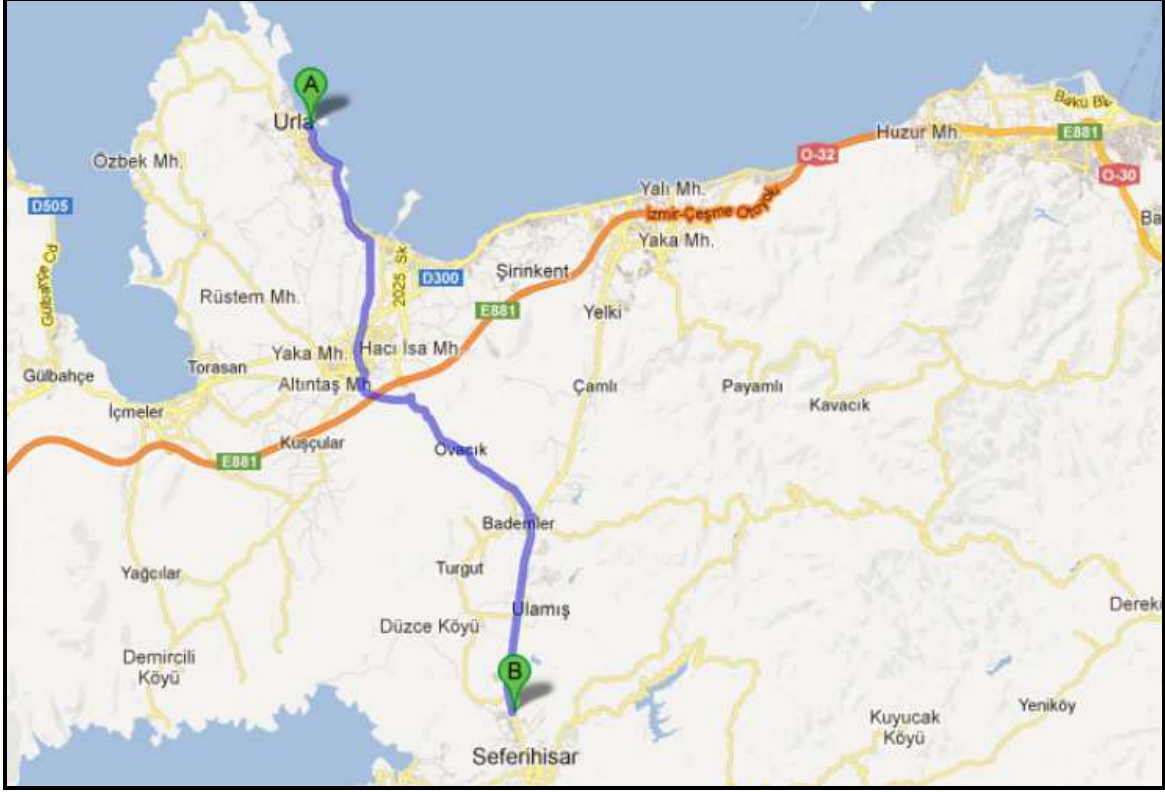 A
Urla
Özbek Mh.
D505
Gülbahçe Cd
Bakü Blv
Huzur Mh.
E881
O-32
O-30
Ba
Yalı Mh.
İzmir-Çeşme Otoyolu
Yaka Mh.
2025 Sk
D300
Şirinkent
Rüstem Mh.
E881
Yelki
Yaka Mh.
Hacı İsa Mh.
Torasan
Gülbahçe
Altıntaş Mh
Çamlı
Payamlı
Kavacık
İçmeler
Kuşçular
Ovacık
E881
Bademler
Yağcılar
Turgut
Ulamış
Dereki
Düzce Köyü
Demircili
Köyü
B
Yeniköy
Kuyucak
Köyü
Seferihisar